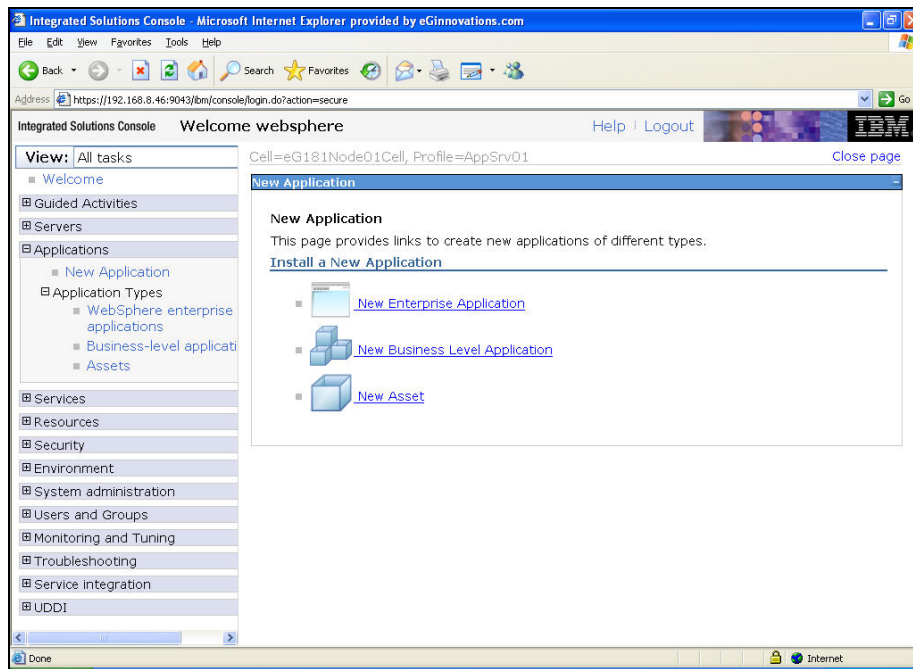 Integrated Solutions Console - Microsoft Internet Explorer provided by eGinnovations.com
File Edit View Favorites Tools Help
Back Search Favorites
Address https://192.168.8.46:9043/ibm/console/login.do?action=secure Go
Integrated Solutions Console Welcome websphere Help Logout IBM
View: All tasks
Cell=eG181Node01Cell, Profile=AppSrv01 Close page
Welcome
Guided Activities
Servers
Applications
New Application
Application Types
WebSphere enterprise
applications
Business-level applicati
Assets
Services
Resources
Security
Environment
System administration
Users and Groups
Monitoring and Tuning
Troubleshooting
Service integration
UDDI
New Application
New Application
This page provides links to create new applications of different types.
Install a New Application
New Enterprise Application
New Business Level Application
New Asset
Done Internet